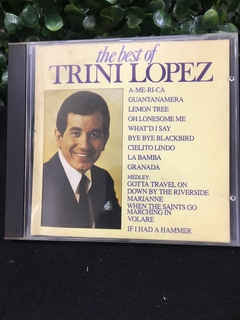 the best of
TRINI LOPEZ
A-ME-RI-CA
GUANTANAMERA
LEMON TREE
OH LONESOME ME
WHAT'D I SAY
BYE BYE BLACKBIRD
CIELITO LINDO
LA BAMBA
GRANADA
MEDLEY:
GOTTA TRAVEL ON
DOWN BY THE RIVERSIDE
MARIANNE
WHEN THE SAINTS GO
MARCHING IN
VOLARE
IF I HAD A HAMMER